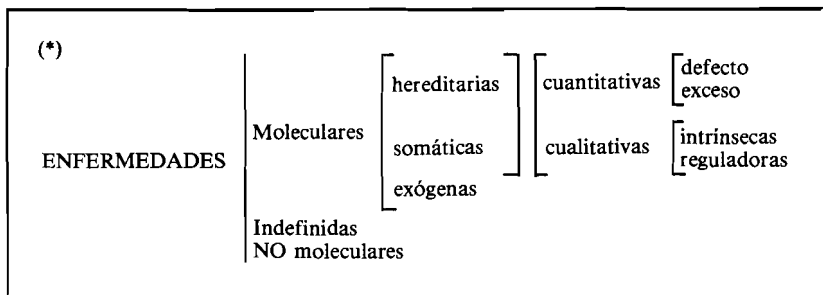 (*)
hereditarias cuantitativas defecto
exceso
Moleculares
ENFERMEDADES somáticas cualitativas intrínsecas
reguladoras
exógenas
Indefinidas
NO moleculares